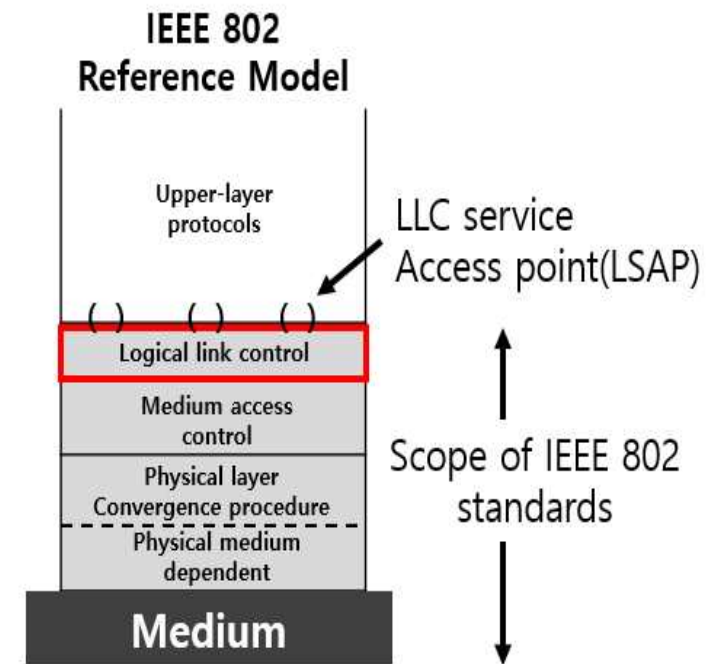 IEEE 802
Reference Model
Upper-layer
protocols
LLC service
Access point(LSAP)
( ) ( ) ( )
Logical link control
Medium access
control
Scope of IEEE 802
standards
Physical layer
Convergence procedure
Physical medium
dependent
Medium